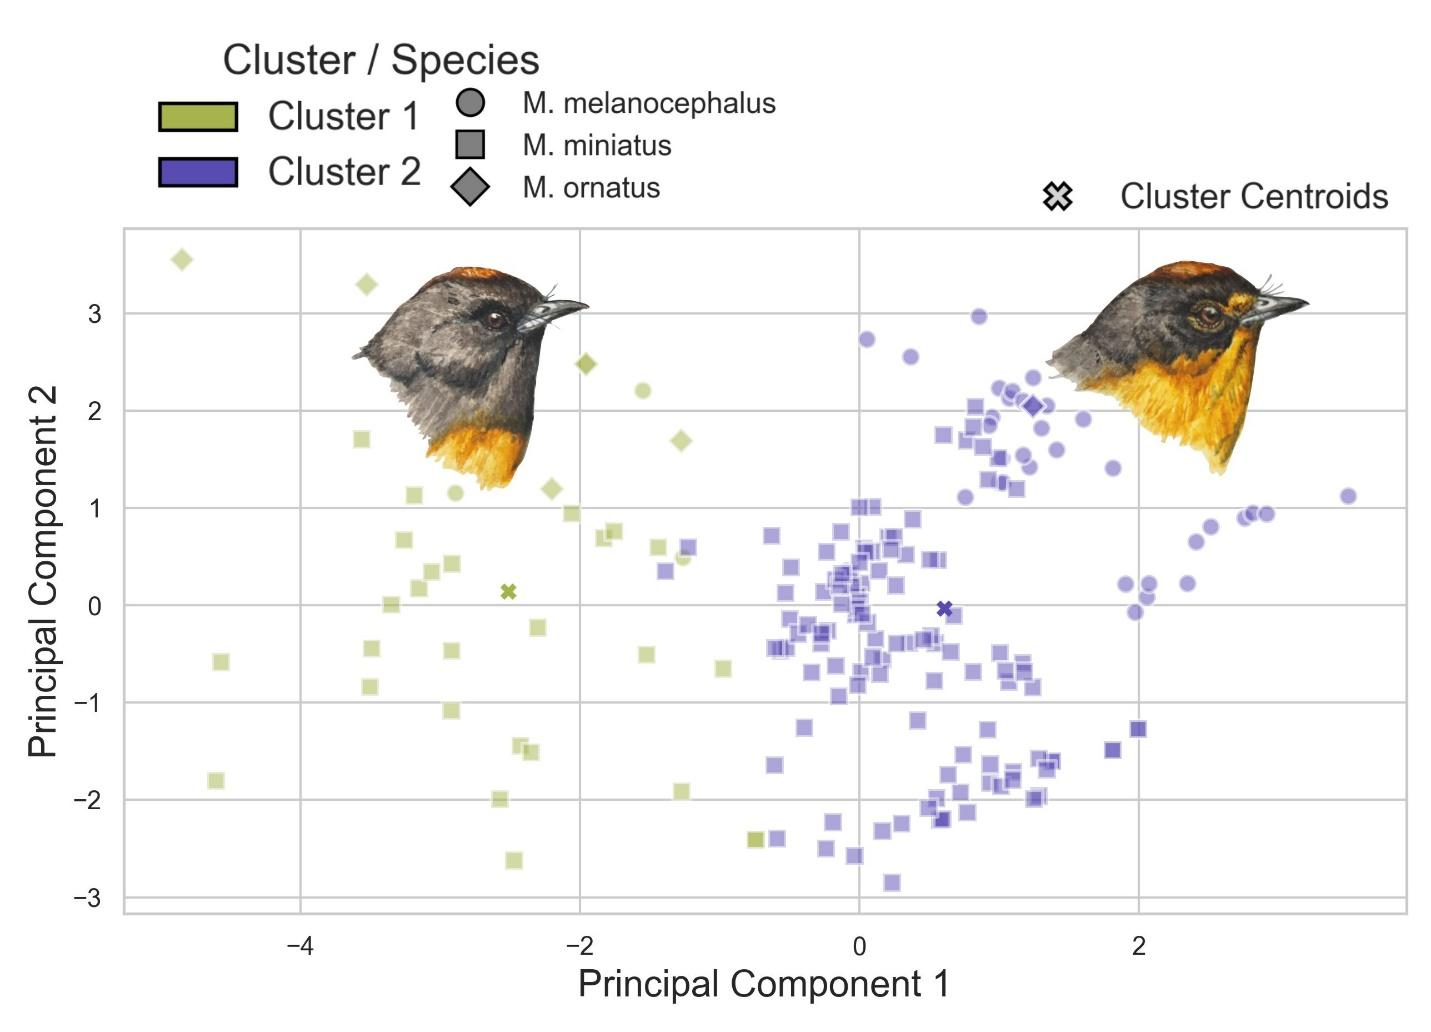 Cluster / Species
Cluster 1
Cluster 2
M. melanocephalus
M. miniatus
M. ornatus
Cluster Centroids
Principal Component 2
3
2
1
0
−1
−2
−3
−4
−2
0
2
Principal Component 1